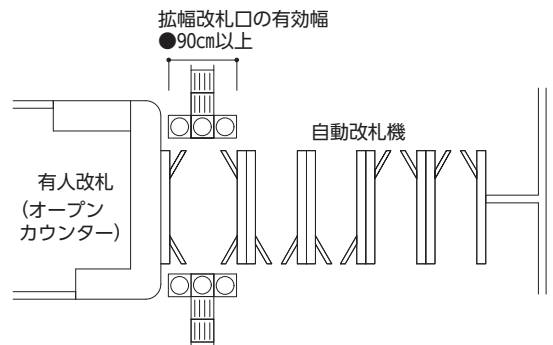 拡幅改札口の有効幅
●90㎝以上
自動改札機
有人改札
(オープン
カウンター)